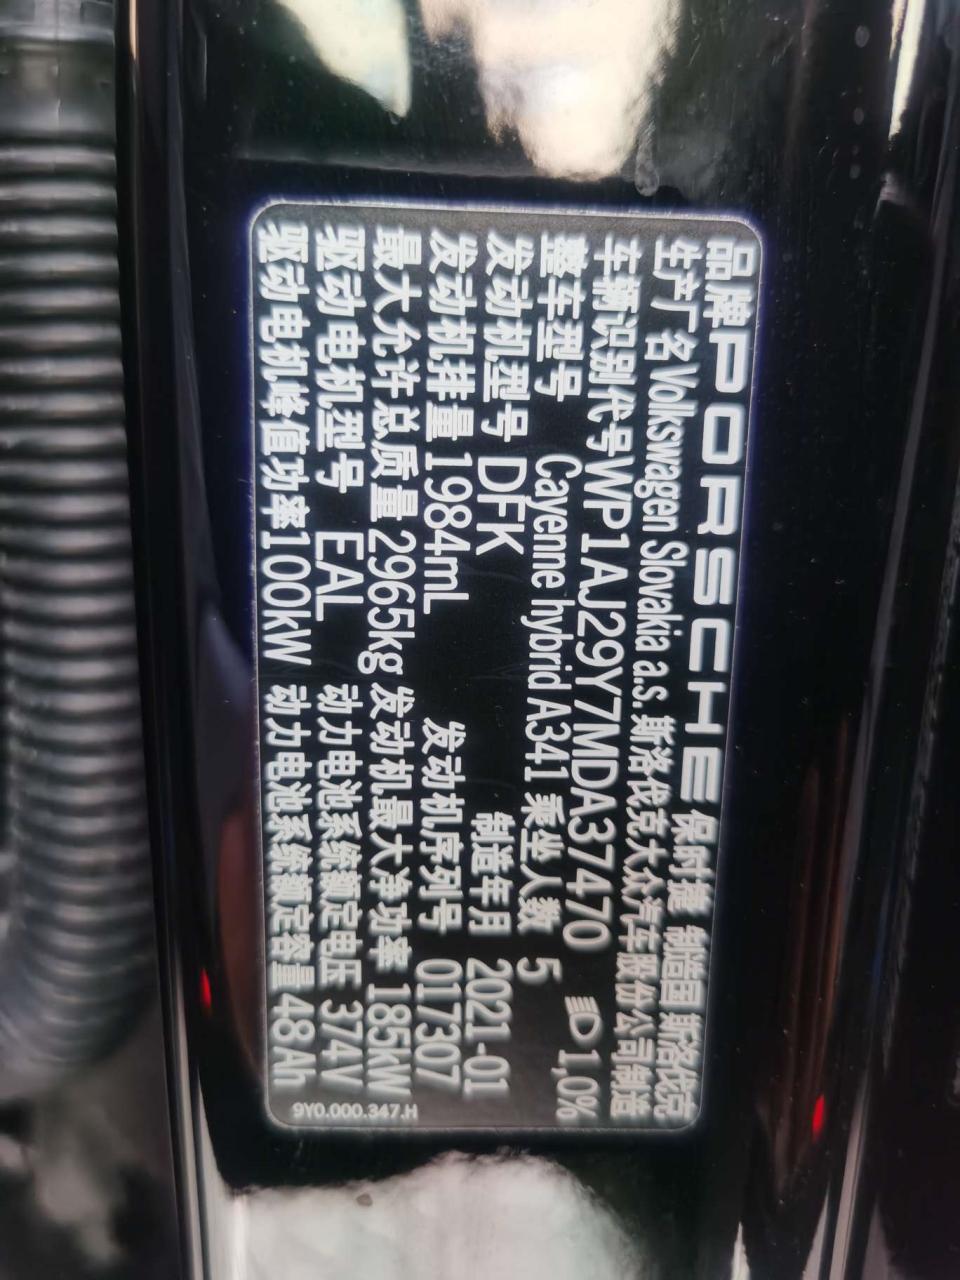 品牌 PORSCHE 保时捷 制造国 斯洛伐克
生产厂名 Volkswagen Slovakia a.s. 斯洛伐克大众汽车股份公司制造
车辆识别代号 WP1AJ29Y7MDA37470 1,0%
整车型号 Cayenne hybrid A341 乘坐人数 5
发动机型号 DFK 制造年月 2021-01
发动机排量 1984mL 发动机序列号 017307
最大允许总质量 2965kg 发动机最大净功率 185kW
驱动电机型号 EAL 动力电池系统额定电压 374V
驱动电机峰值功率 100kW 动力电池系统额定容量 48Ah
9Y0.000.347.H